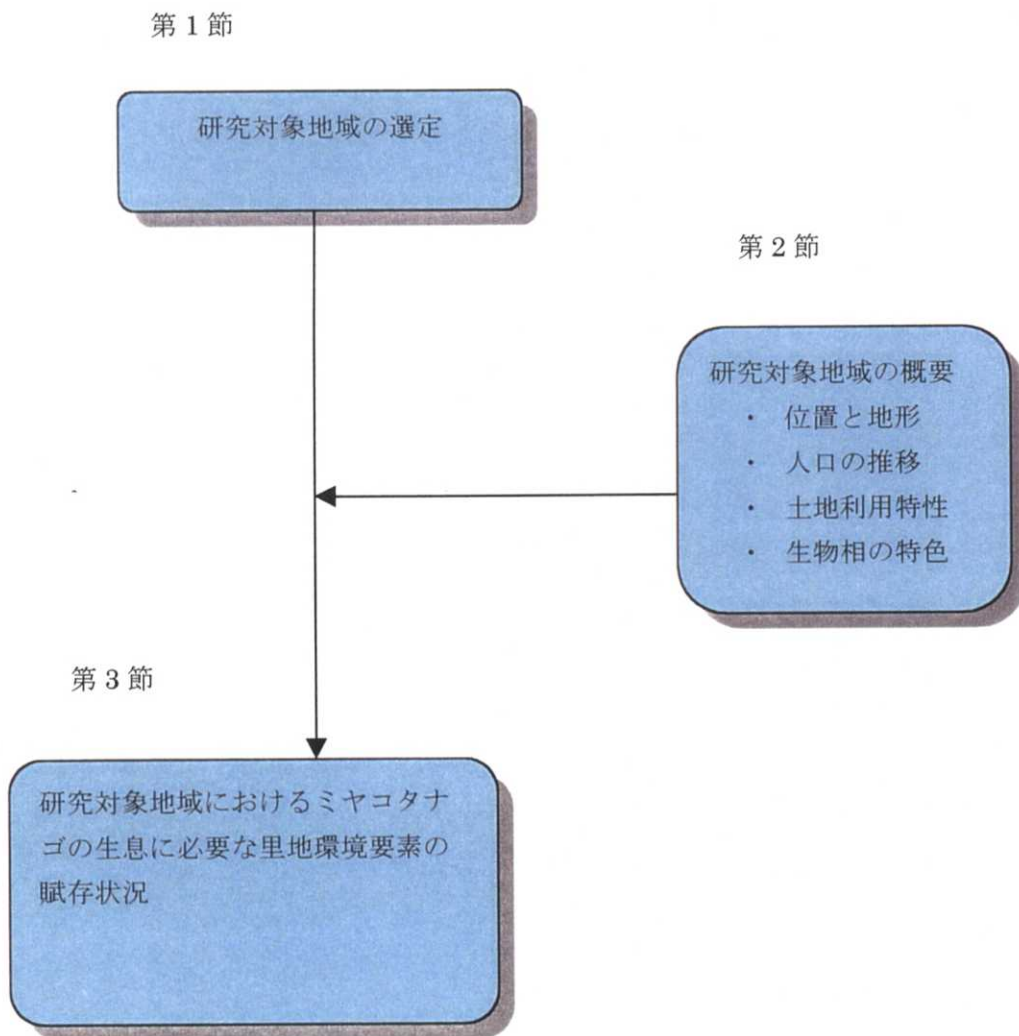 第1節
研究対象地域の選定
第2節
研究対象地域の概要
・ 位置と地形
・ 人口の推移
・ 土地利用特性
・ 生物相の特色
第3節
研究対象地域におけるミヤコタナ
ゴの生息に必要な里地環境要素の
賦存状況